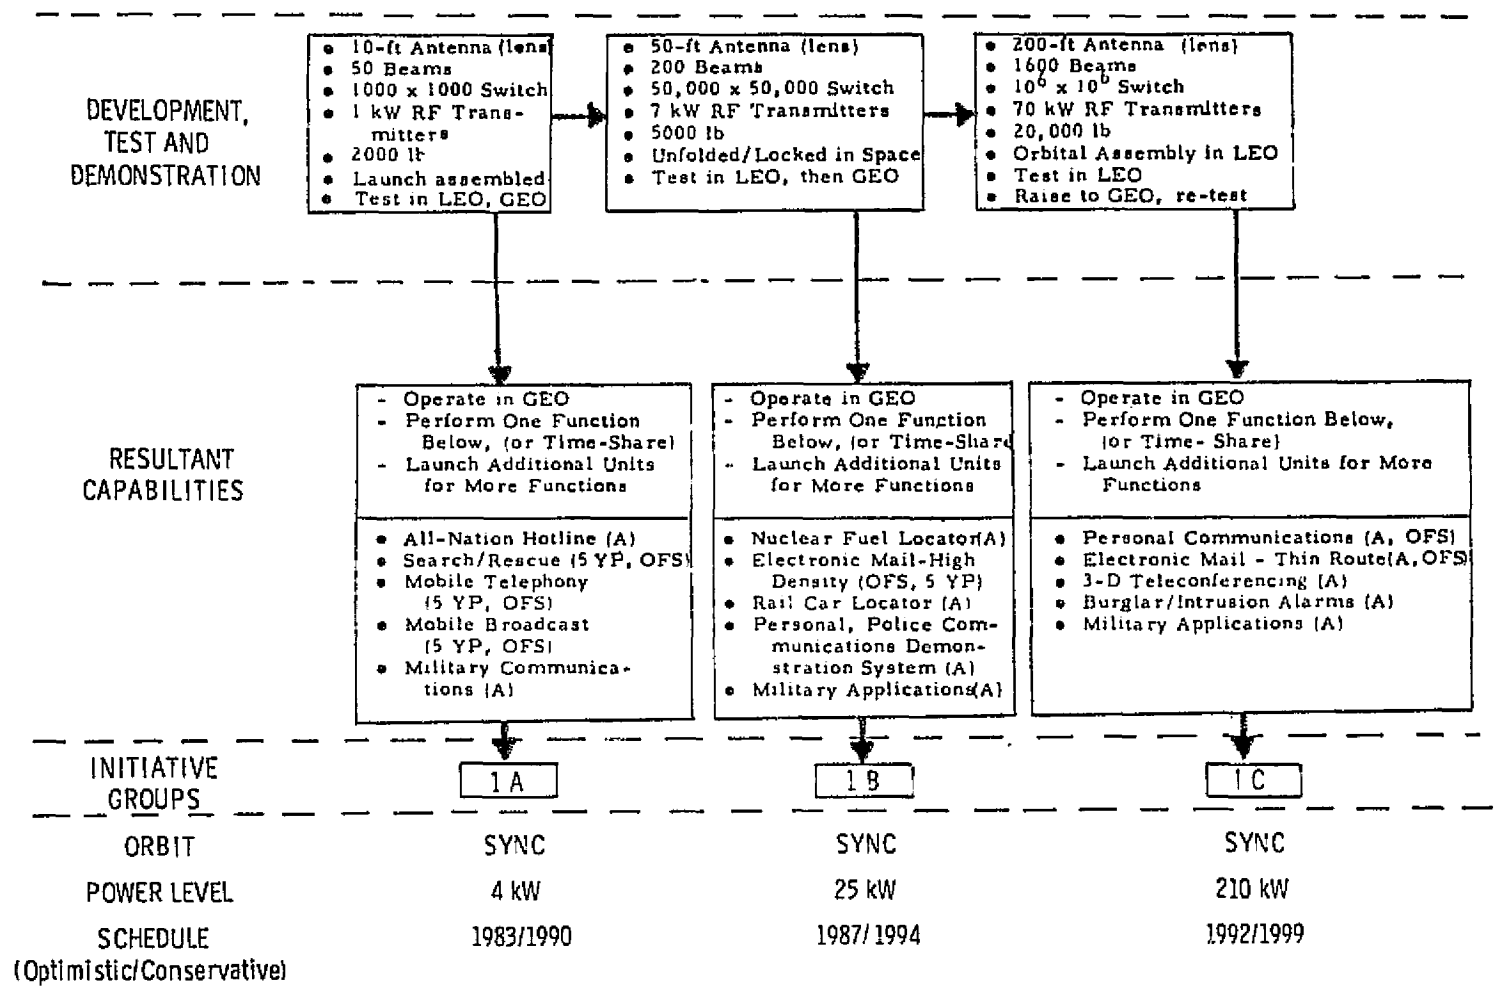 DEVELOPMENT,
TEST AND
DEMONSTRATION
• 10-ft Antenna (lens)
• 50 Beams
• 1000 x 1000 Switch
• 1 kW RF Trans-
mitters
• 2000 lb
• Launch assembled
• Test in LEO, GEO
• 50-ft Antenna (lens)
• 200 Beams
• 50,000 x 50,000 Switch
• 7 kW RF Transmitters
• 5000 lb
• Unfolded/Locked in Space
• Test in LEO, then GEO
• 200-ft Antenna (lens)
• 1600 Beams
• 10⁶ x 10⁶ Switch
• 70 kW RF Transmitters
• 20,000 lb
• Orbital Assembly in LEO
• Test in LEO
• Raise to GEO, re-test
RESULTANT
CAPABILITIES
- Operate in GEO
- Perform One Function
Below, (or Time-Share)
- Launch Additional Units
for More Functions
• All-Nation Hotline (A)
• Search/Rescue (5 YP, OFS)
• Mobile Telephony
(5 YP, OFS)
• Mobile Broadcast
(5 YP, OFS)
• Military Communica-
tions (A)
- Operate in GEO
- Perform One Function
Below, (or Time-Share
- Launch Additional Units
for More Functions
• Nuclear Fuel Locator(A)
• Electronic Mail-High
Density (OFS, 5 YP)
• Rail Car Locator (A)
• Personal, Police Com-
munications Demon-
stration System (A)
• Military Applications(A)
- Operate in GEO
- Perform One Function Below,
(or Time- Share)
- Launch Additional Units for More
Functions
• Personal Communications (A, OFS)
• Electronic Mail - Thin Route(A, OFS)
• 3-D Teleconferencing (A)
• Burglar/Intrusion Alarms (A)
• Military Applications (A)
INITIATIVE
GROUPS
1 A
1 B
1 C
ORBIT
SYNC
SYNC
SYNC
POWER LEVEL
4 kW
25 kW
210 kW
SCHEDULE
(Optimistic/Conservative)
1983/1990
1987/1994
1992/1999